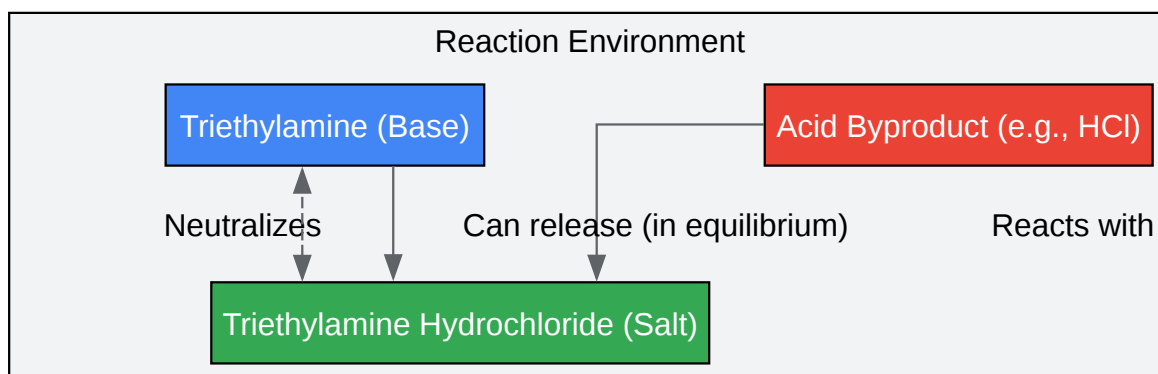 Reaction Environment
Triethylamine (Base)
Acid Byproduct (e.g., HCl)
Neutralizes
Can release (in equilibrium)
Reacts with
Triethylamine Hydrochloride (Salt)